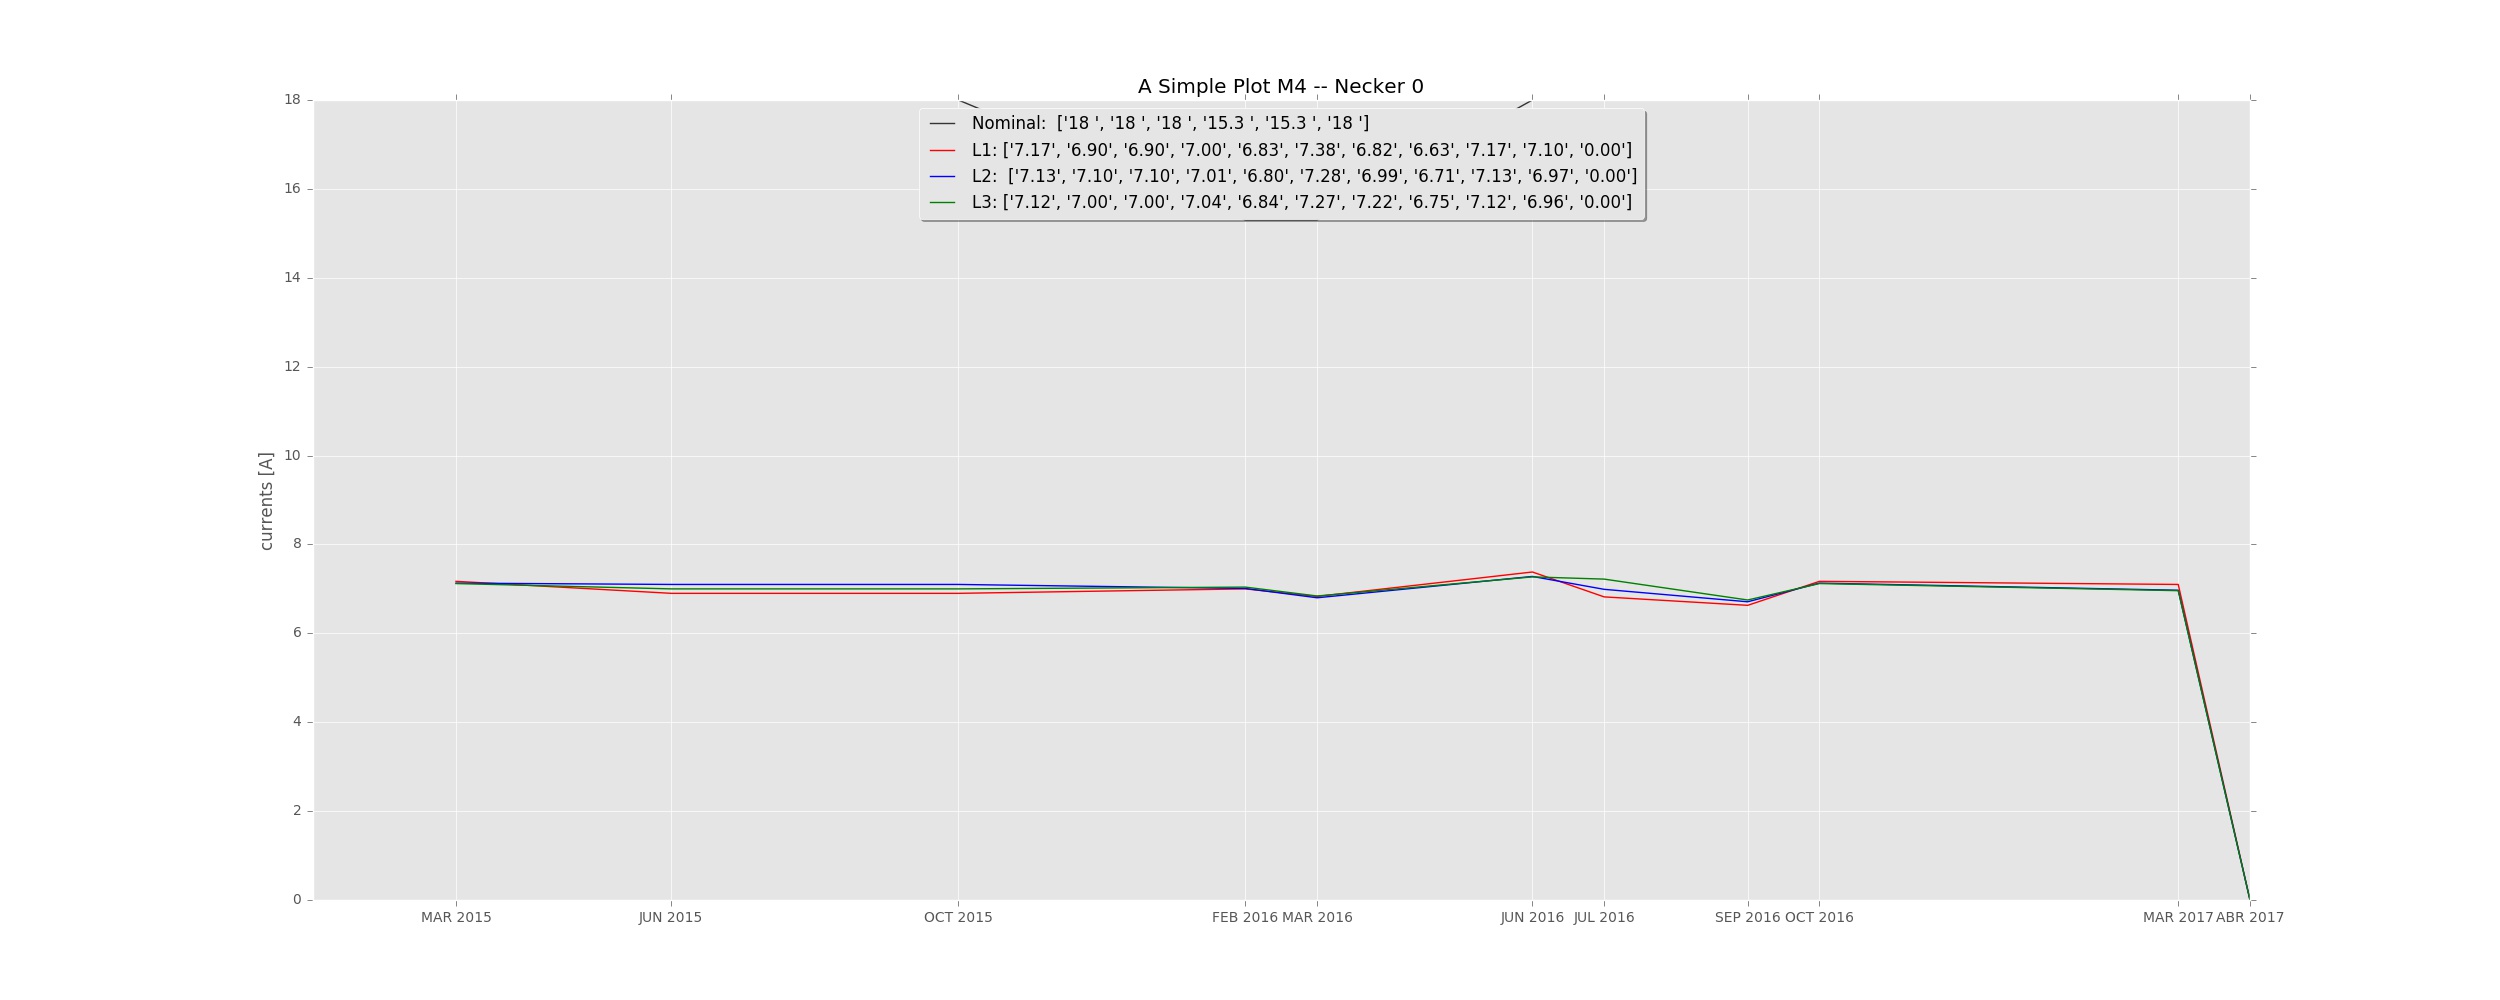 A Simple Plot M4 -- Necker 0
18
16
14
12
10
8
6
4
2
0
currents [A]
Nominal:  ['18 ', '18 ', '18 ', '15.3 ', '15.3 ', '18 ']
L1: ['7.17', '6.90', '6.90', '7.00', '6.83', '7.38', '6.82', '6.63', '7.17', '7.10', '0.00']
L2:  ['7.13', '7.10', '7.10', '7.01', '6.80', '7.28', '6.99', '6.71', '7.13', '6.97', '0.00']
L3: ['7.12', '7.00', '7.00', '7.04', '6.84', '7.27', '7.22', '6.75', '7.12', '6.96', '0.00']
MAR 2015 JUN 2015 OCT 2015 FEB 2016 MAR 2016 JUN 2016 JUL 2016 SEP 2016 OCT 2016 MAR 2017 ABR 2017